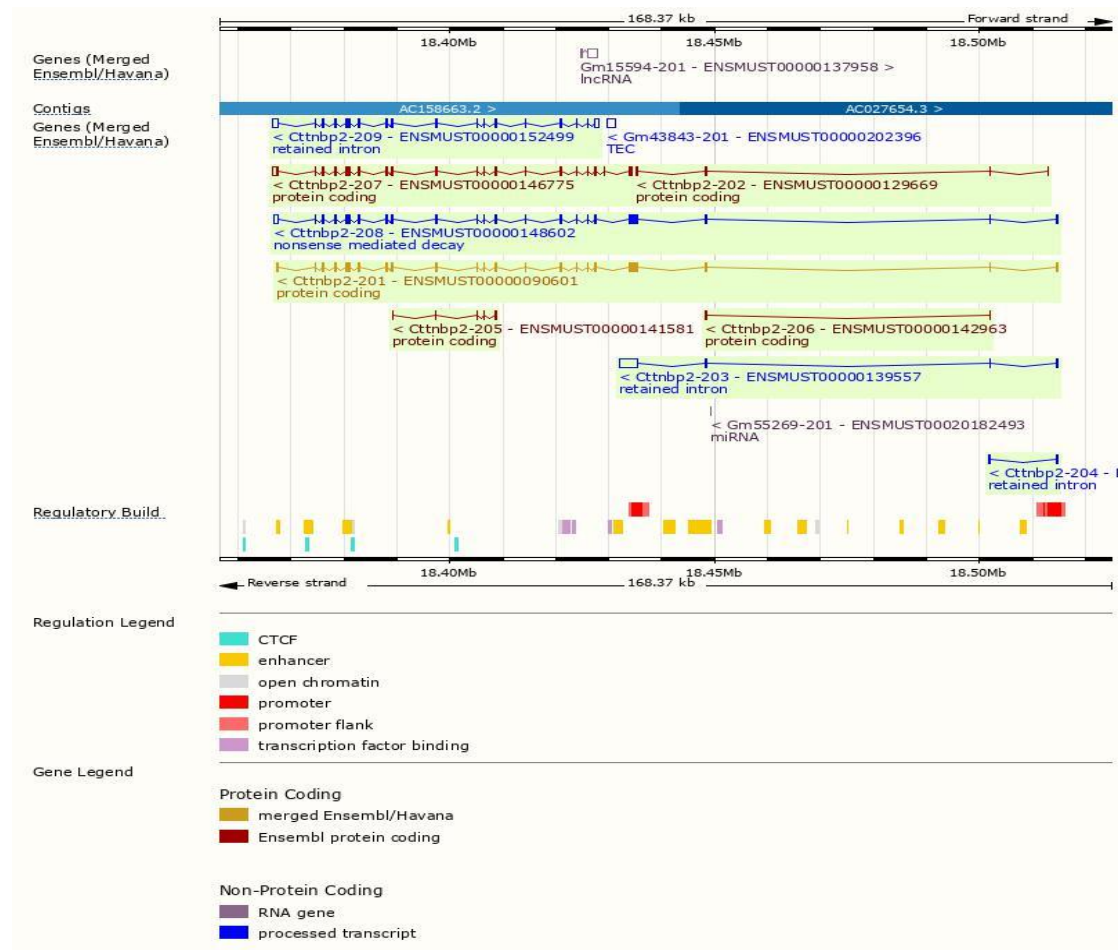 168.37 kb
Forward strand
18.40Mb 18.45Mb 18.50Mb
Genes (Merged
Ensembl/Havana)
Gm15594-201 - ENSMUST00000137958 >
lncRNA
Contigs
AC158663.2 > AC027654.3 >
Genes (Merged
Ensembl/Havana)
< Cttnbp2-209 - ENSMUST00000152499 < Gm43843-201 - ENSMUST00000202396
retained intron TEC
< Cttnbp2-207 - ENSMUST00000146775 < Cttnbp2-202 - ENSMUST00000129669
protein coding protein coding
< Cttnbp2-208 - ENSMUST00000148602
nonsense mediated decay
< Cttnbp2-201 - ENSMUST00000090601
protein coding
< Cttnbp2-205 - ENSMUST00000141581 < Cttnbp2-206 - ENSMUST00000142963
protein coding protein coding
< Cttnbp2-203 - ENSMUST00000139557
retained intron
< Gm55269-201 - ENSMUST00020182493
miRNA
< Cttnbp2-204 -
retained intron
Regulatory Build
18.40Mb 18.45Mb 18.50Mb
Reverse strand 168.37 kb
Regulation Legend
CTCF
enhancer
open chromatin
promoter
promoter flank
transcription factor binding
Gene Legend
Protein Coding
merged Ensembl/Havana
Ensembl protein coding
Non-Protein Coding
RNA gene
processed transcript